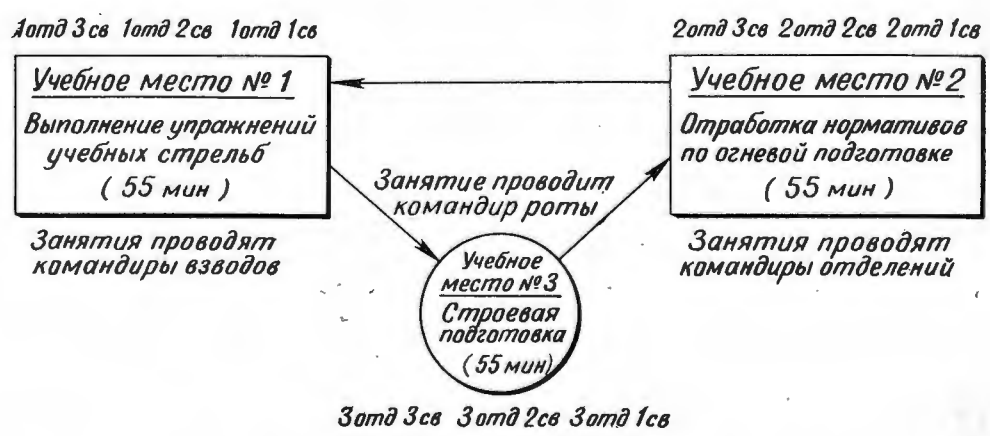 1отд 3св 1отд 2св 1отд 1св
Учебное место № 1
Выполнение упражнений
учебных стрельб
( 55 мин )
Занятия проводят
командиры взводов
2отд 3св 2отд 2св 2отд 1св
Учебное место № 2
Отработка нормативов
по огневой подготовке
( 55 мин )
Занятия проводят
командиры отделений
Занятие проводит
командир роты
Учебное
место №3
Строевая
подготовка
(55 мин)
3отд 3св 3отд 2св 3отд 1св